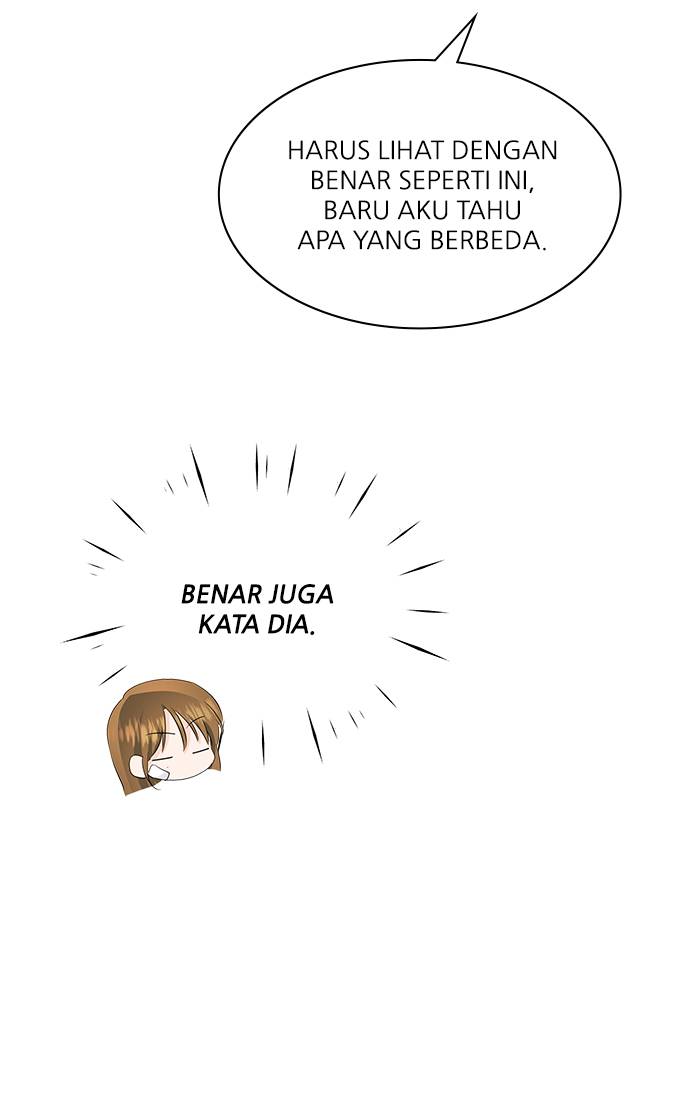 HARUS LIHAT DENGAN
BENAR SEPERTI INI,
BARU AKU TAHU
APA YANG BERBEDA.
BENAR JUGA
KATA DIA.